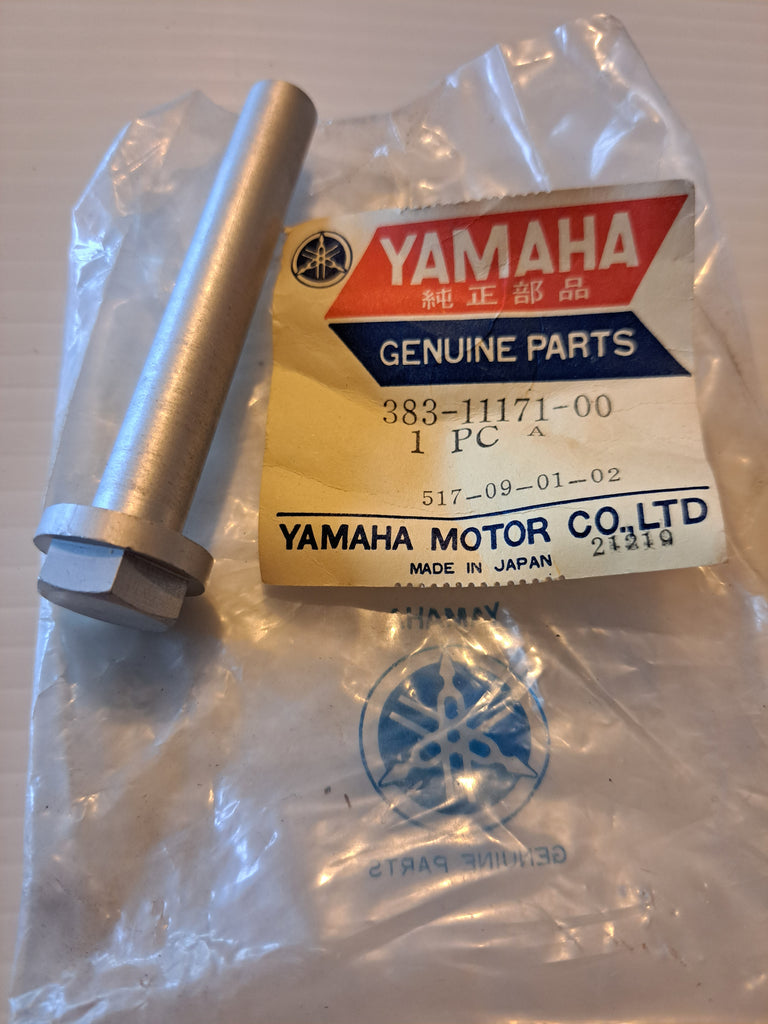 YAMAHA
純正部品
GENUINE PARTS
383-11171-00
1 PC A
517-09-01-02
YAMAHA MOTOR CO.,LTD
MADE IN JAPAN 21219
YAMAHA
GENUINE PARTS